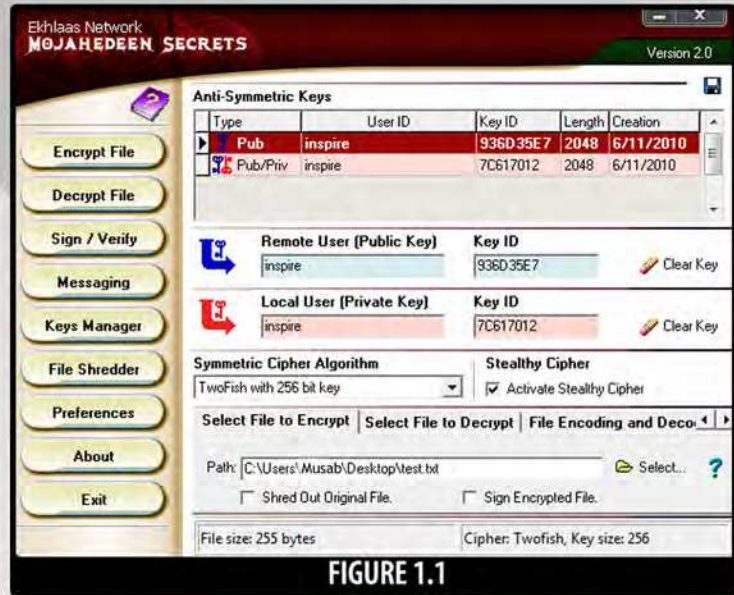 Ekhlaas Network
MOJAHEDEEN SECRETS
Version 2.0
Anti-Symmetric Keys
Type User ID Key ID Length Creation
Pub inspire 936D35E7 2048 6/11/2010
Pub/Priv inspire 7C617012 2048 6/11/2010
Encrypt File
Decrypt File
Sign / Verify
Messaging
Keys Manager
File Shredder
Preferences
About
Exit
Remote User (Public Key) Key ID
inspire 936D35E7 Clear Key
Local User (Private Key) Key ID
inspire 7C617012 Clear Key
Symmetric Cipher Algorithm Stealthy Cipher
TwoFish with 256 bit key Activate Stealthy Cipher
Select File to Encrypt Select File to Decrypt File Encoding and Deco
Path: C:\Users\Musab\Desktop\test.txt Select... ?
Shred Out Original File. Sign Encrypted File.
File size: 255 bytes Cipher: Twofish, Key size: 256
FIGURE 1.1